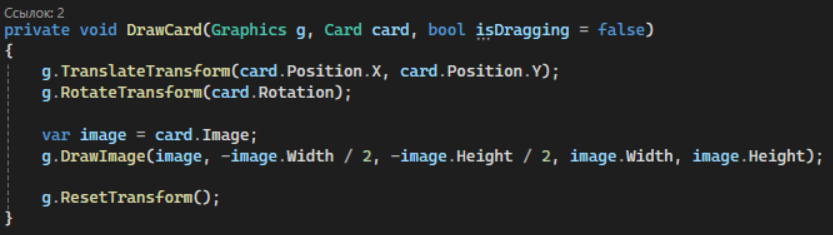 Ссылок: 2
private void DrawCard(Graphics g, Card card, bool isDragging = false)
{
    g.TranslateTransform(card.Position.X, card.Position.Y);
    g.RotateTransform(card.Rotation);

    var image = card.Image;
    g.DrawImage(image, -image.Width / 2, -image.Height / 2, image.Width, image.Height);

    g.ResetTransform();
}